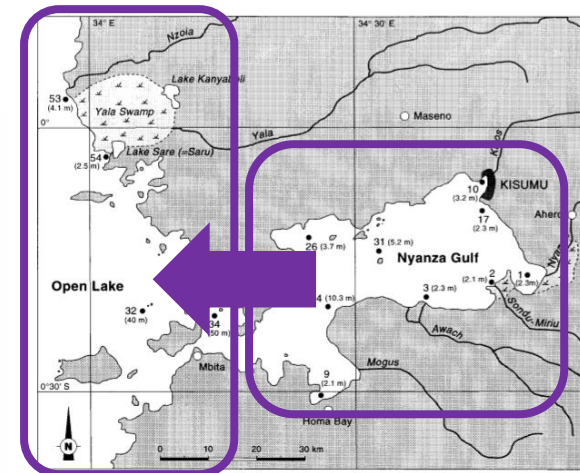 34° E
34° 30' E
Nzoia
Lake Kanyaboli
53
(4.1 m)
Yala Swamp
0°
Maseno
Yala
54
(2.5 m)
Lake Sare (=Saru)
10
(3.2 m)
KISUMU
17
(2.3 m)
Ahero
26 (3.7 m)
31 (5.2 m)
Nyanza Gulf
2
(2.1 m)
1
(2.3m)
Open Lake
4 (10.3 m)
3 (2.3 m)
32
(40 m)
34
(50 m)
Sondu-
Miriu
Awach
Mbita
Mogus
9
(2.1 m)
0°30' S
Homa Bay
N
0
10
20
30 km